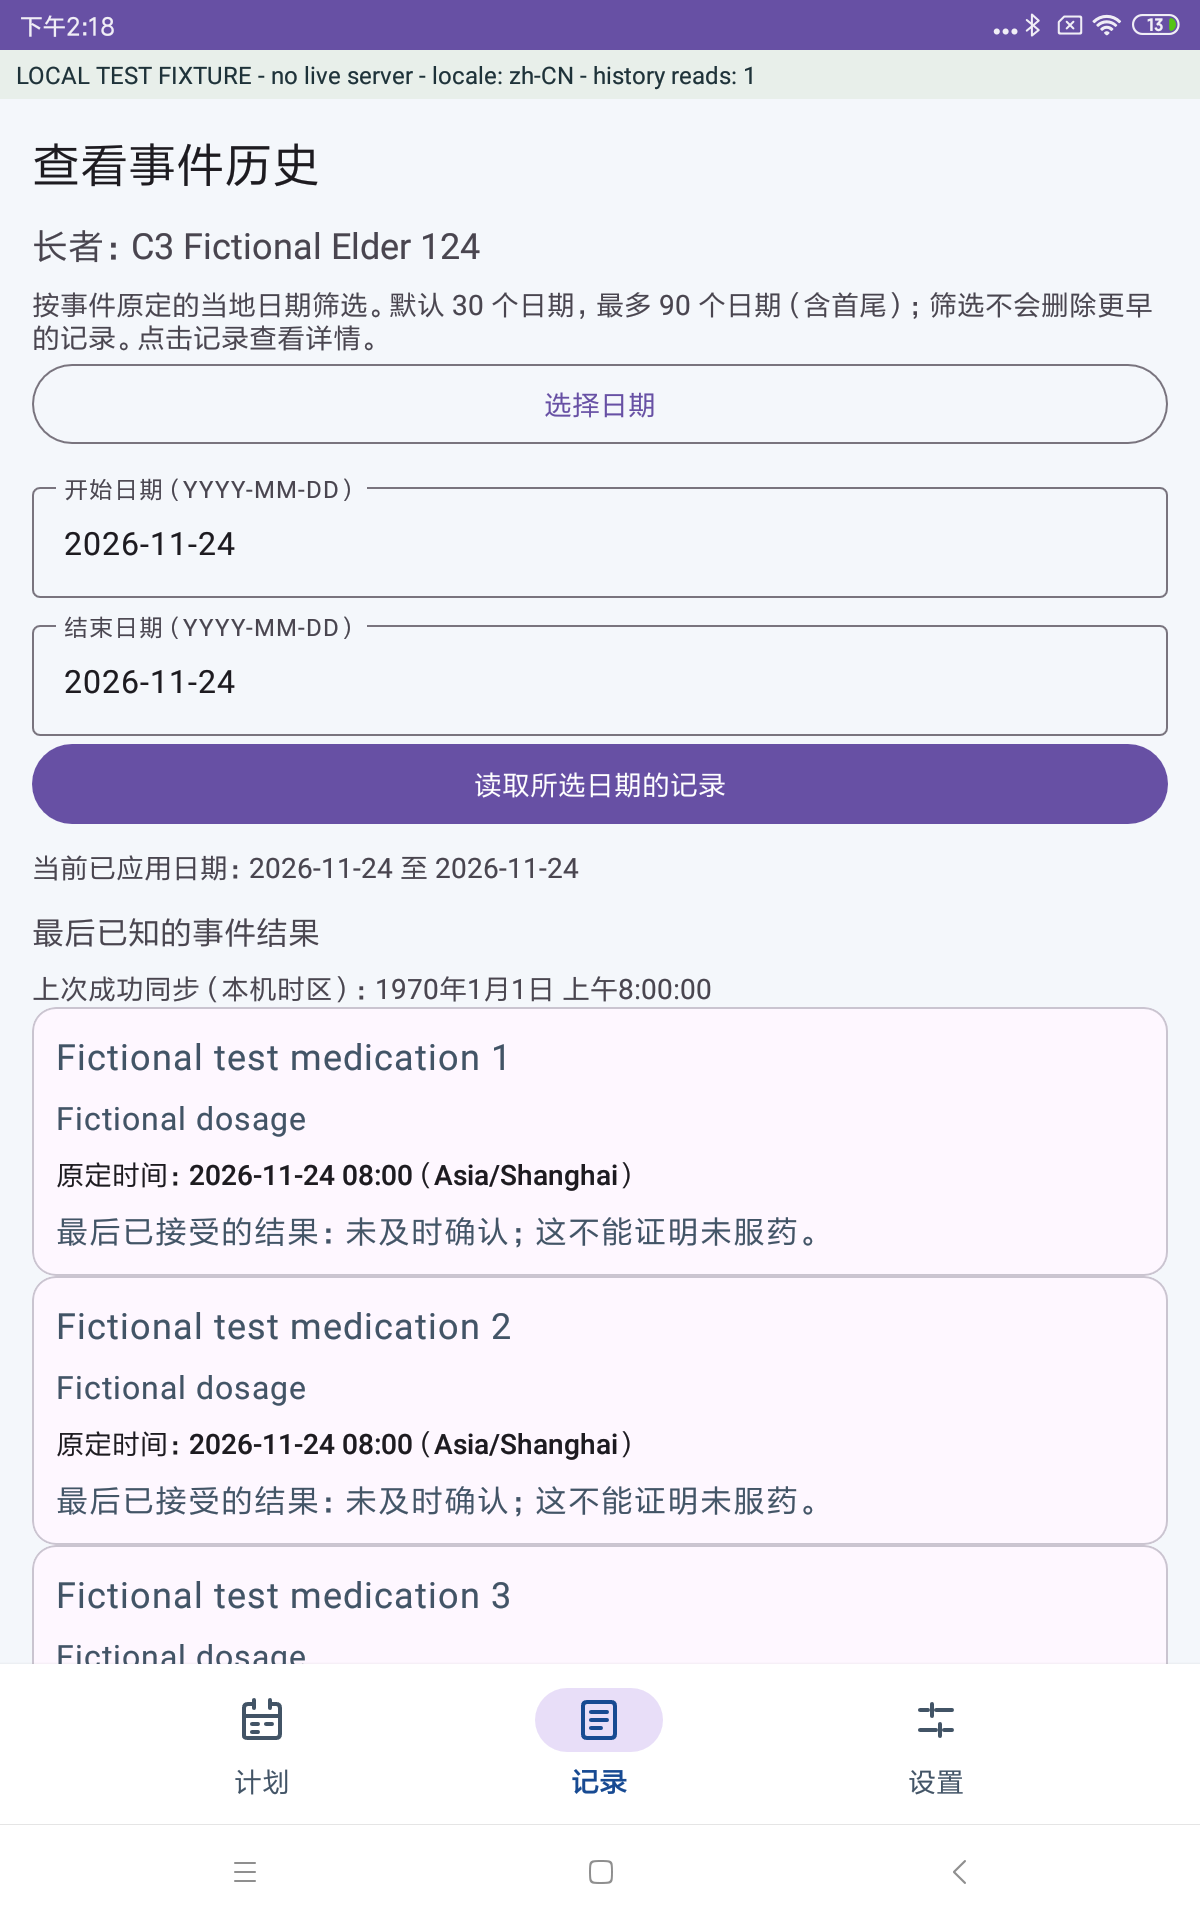 下午2:18
13
LOCAL TEST FIXTURE - no live server - locale: zh-CN - history reads: 1
查看事件历史
长者：C3 Fictional Elder 124
按事件原定的当地日期筛选。默认 30 个日期，最多 90 个日期（含首尾）；筛选不会删除更早
的记录。点击记录查看详情。
选择日期
开始日期（YYYY-MM-DD）
2026-11-24
结束日期（YYYY-MM-DD）
2026-11-24
读取所选日期的记录
当前已应用日期：2026-11-24 至 2026-11-24
最后已知的事件结果
上次成功同步（本机时区）：1970年1月1日 上午8:00:00
Fictional test medication 1
Fictional dosage
原定时间：2026-11-24 08:00（Asia/Shanghai）
最后已接受的结果：未及时确认；这不能证明未服药。
Fictional test medication 2
Fictional dosage
原定时间：2026-11-24 08:00（Asia/Shanghai）
最后已接受的结果：未及时确认；这不能证明未服药。
Fictional test medication 3
Fictional dosage
计划
记录
设置